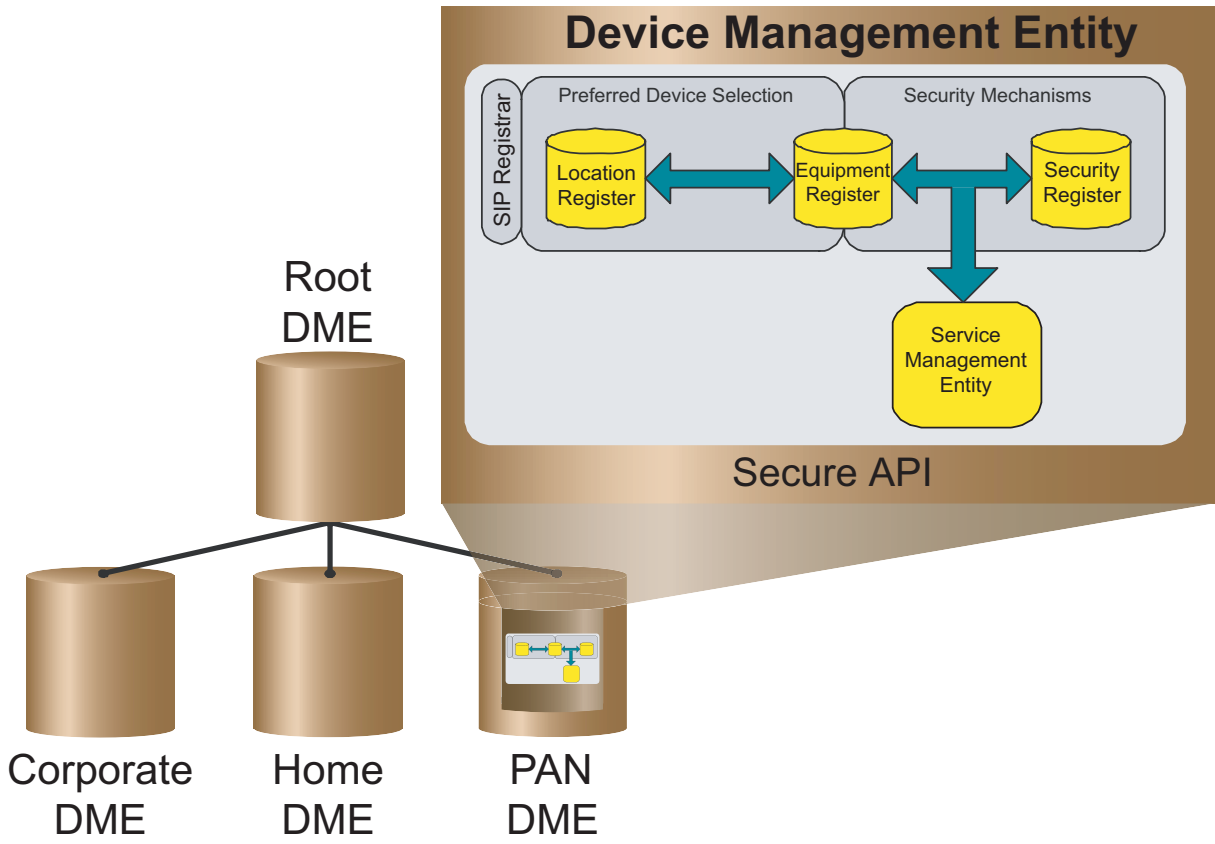 Device Management Entity
Preferred Device Selection
Security Mechanisms
SIP Registrar
Location
Register
Equipment
Register
Security
Register
Service
Management
Entity
Secure API
Root
DME
Corporate
DME
Home
DME
PAN
DME